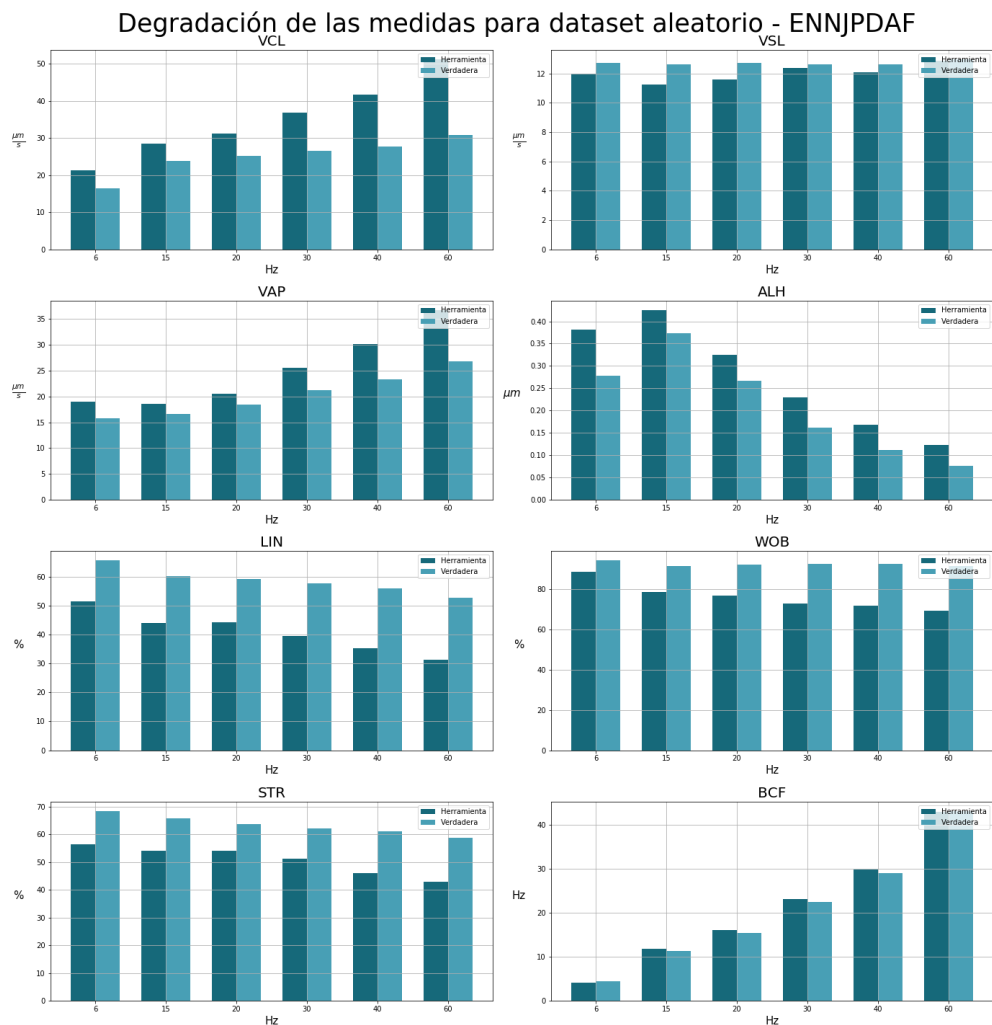 Degradación de las medidas para dataset aleatorio - ENNJPDAF
VCL
50
40
30
20
10
0
μm
s
6 15 20 30 40 60
Hz
Herramienta
Verdadera
VSL
12
10
8
6
4
2
0
μm
s
6 15 20 30 40 60
Hz
Herramienta
Verdadera
VAP
35
30
25
20
15
10
5
0
μm
s
6 15 20 30 40 60
Hz
Herramienta
Verdadera
ALH
0.40
0.35
0.30
0.25
0.20
0.15
0.10
0.05
0.00
μm
6 15 20 30 40 60
Hz
Herramienta
Verdadera
LIN
60
50
40
30
20
10
0
%
6 15 20 30 40 60
Hz
Herramienta
Verdadera
WOB
80
60
40
20
0
%
6 15 20 30 40 60
Hz
Herramienta
Verdadera
STR
70
60
50
40
30
20
10
0
%
6 15 20 30 40 60
Hz
Herramienta
Verdadera
BCF
40
30
20
10
0
Hz
6 15 20 30 40 60
Hz
Herramienta
Verdadera